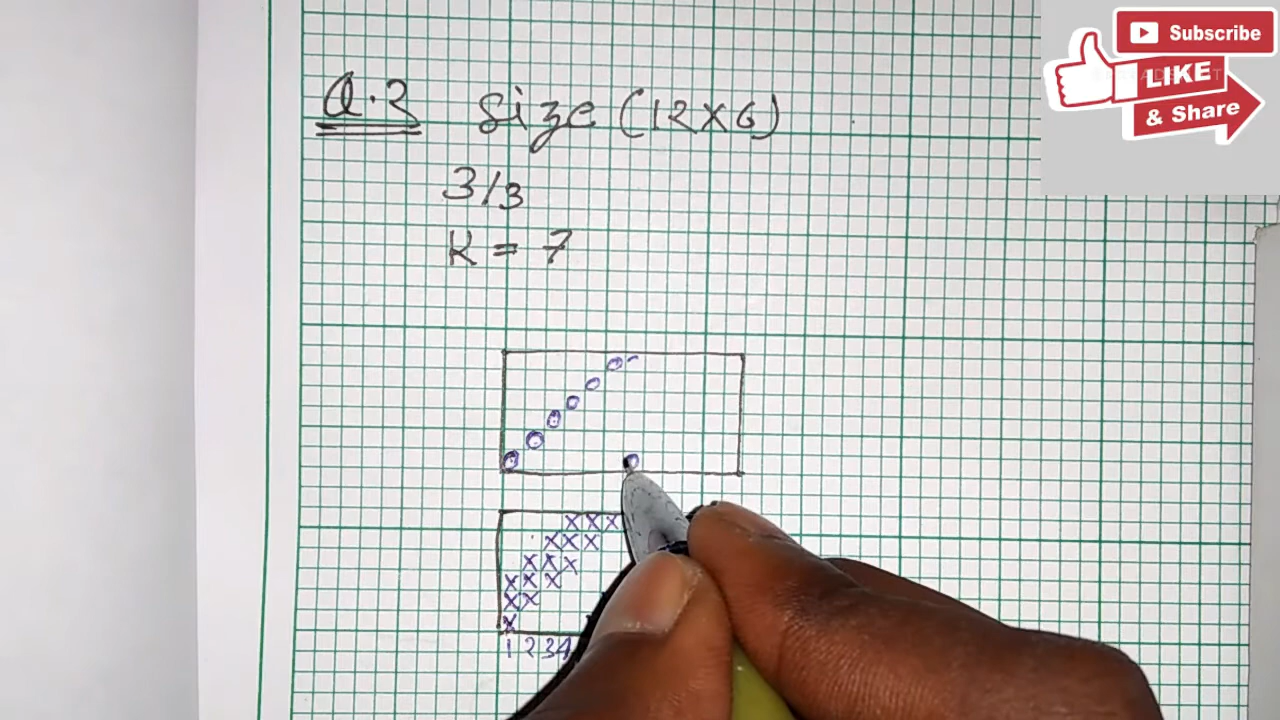 Subscribe
LIKE
& Share
Q.3 Size (12x6)
3/3
K = 7
O O O O O O
O
X X X
X X X
X X X
X X X
X X
X
1 2 3 4